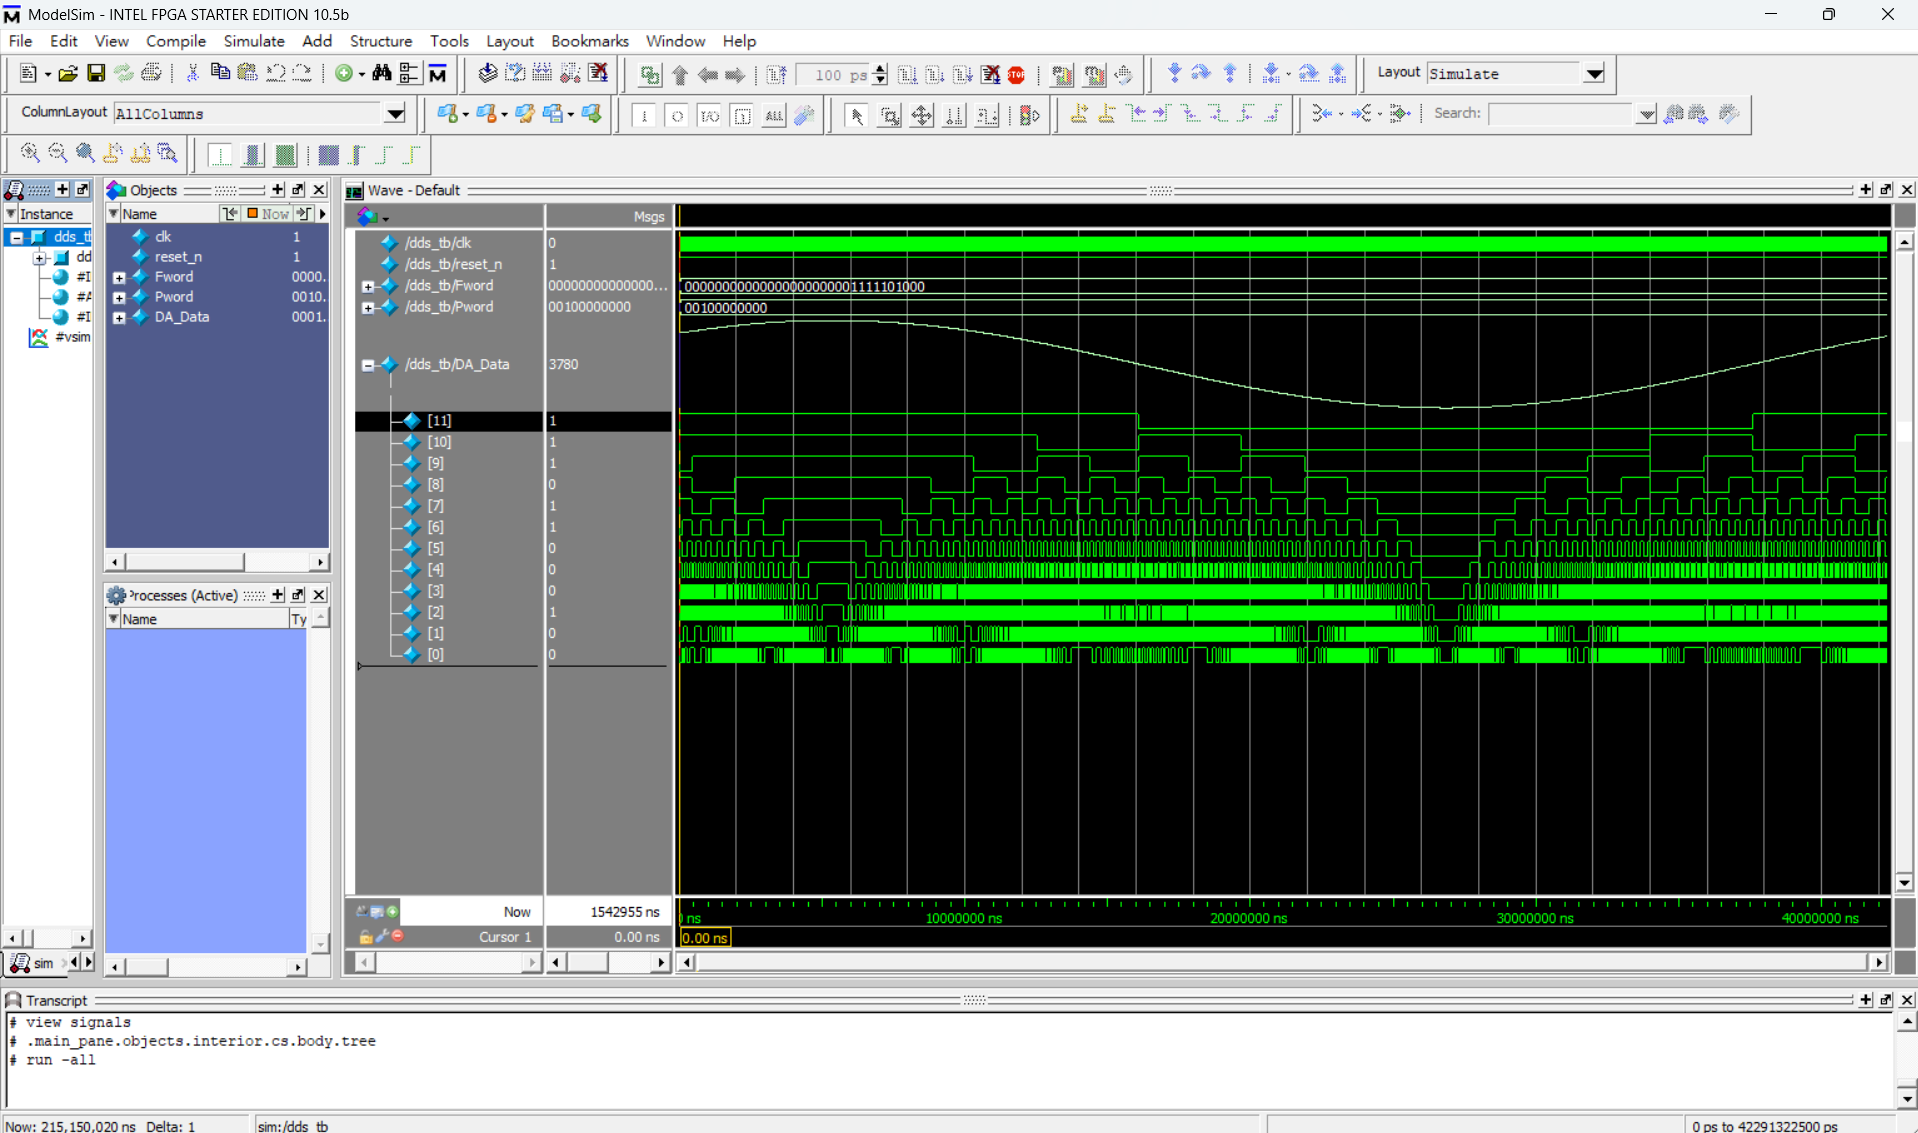 ModelSim - INTEL FPGA STARTER EDITION 10.5b
File Edit View Compile Simulate Add Structure Tools Layout Bookmarks Window Help
100 ps
Layout Simulate
ColumnLayout AllColumns
ALL
Search:
Instance
dds_tb
dd
#I
#A
#I
#vsim
sim
Objects
Name Now
clk 1
reset_n 1
Fword 0000.
Pword 0010.
DA_Data 0001.
Processes (Active)
Name Ty
Wave - Default
Msgs
/dds_tb/clk 0
/dds_tb/reset_n 1
/dds_tb/Fword 00000000000000...
/dds_tb/Pword 00100000000 00100000000
/dds_tb/DA_Data 3780
[11] 1
[10] 1
[9] 1
[8] 0
[7] 1
[6] 1
[5] 0
[4] 0
[3] 0
[2] 1
[1] 0
[0] 0
Now 1542955 ns
ns 10000000 ns 20000000 ns 30000000 ns 40000000 ns
Cursor 1 0.00 ns 0.00 ns
Transcript
# view signals
# .main_pane.objects.interior.cs.body.tree
# run -all
Now: 215,150,020 ns Delta: 1 sim:/dds_tb 0 ps to 42291322500 ps